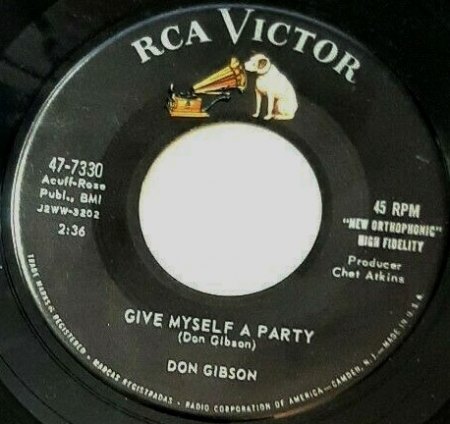 RCA VICTOR
47-7330
Acuff-Rose
Publ., BMI
J2WW-3202
2:36
45 RPM
"NEW ORTHOPHONIC"
HIGH FIDELITY
Producer
Chet Atkins
GIVE MYSELF A PARTY
(Don Gibson)
DON GIBSON
TRADE MARKS ® REGISTERED • MARCAS REGISTRADAS • RADIO CORPORATION OF AMERICA—CAMDEN, N.J.—MADE IN U.S.A.